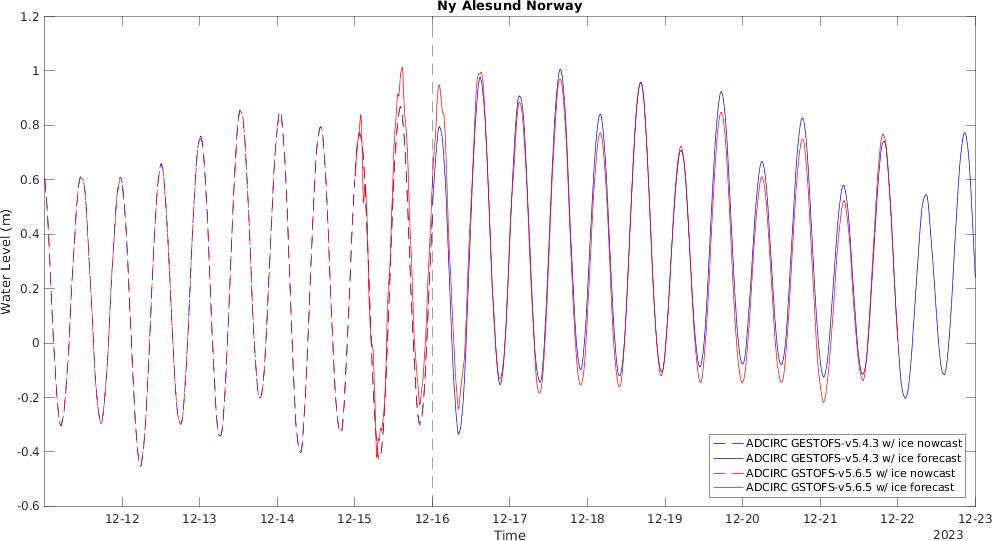 Ny Alesund Norway
1.2
1
0.8
0.6
0.4
0.2
0
-0.2
-0.4
-0.6
Water Level (m)
ADCIRC GESTOFS-v5.4.3 w/ ice nowcast
ADCIRC GESTOFS-v5.4.3 w/ ice forecast
ADCIRC GSTOFS-v5.6.5 w/ ice nowcast
ADCIRC GSTOFS-v5.6.5 w/ ice forecast
12-12 12-13 12-14 12-15 12-16 12-17 12-18 12-19 12-20 12-21 12-22 12-23
Time
2023